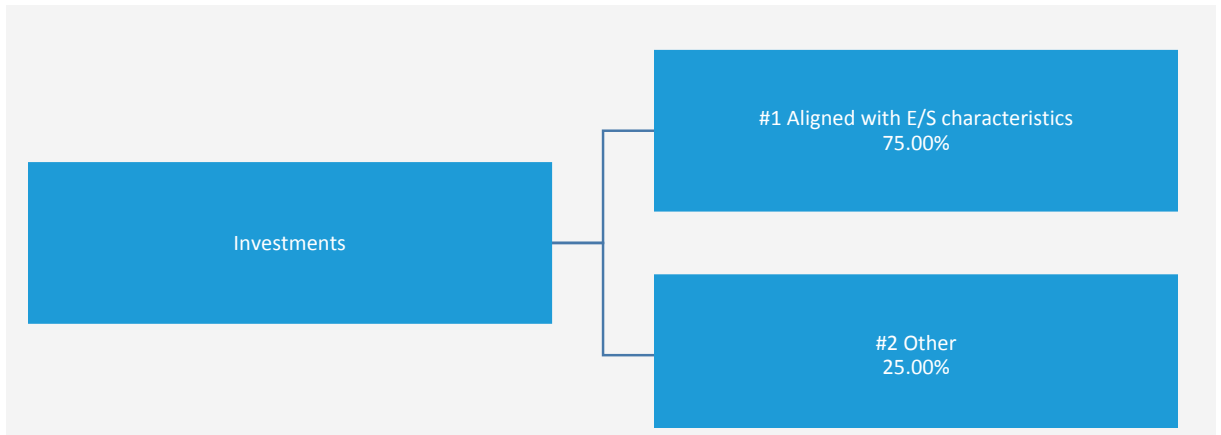 #1 Aligned with E/S characteristics
75.00%
Investments
#2 Other
25.00%